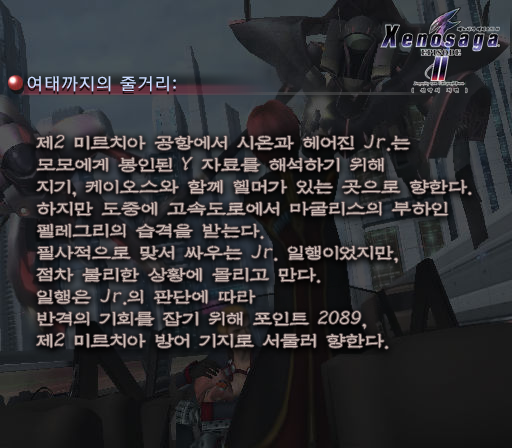 Xenosaga
EPISODE
II
여태까지의 줄거리:
제2 미르치아 공항에서 시온과 헤어진 Jr.는
모모에게 봉인된 Y 자료를 해석하기 위해
지기, 케이오스와 함께 헬머가 있는 곳으로 향한다.
하지만 도중에 고속도로에서 마굴리스의 부하인
펠레그리의 습격을 받는다.
필사적으로 맞서 싸우는 Jr. 일행이었지만,
점차 불리한 상황에 몰리고 만다.
일행은 Jr.의 판단에 따라
반격의 기회를 잡기 위해 포인트 2089,
제2 미르치아 방어 기지로 서둘러 향한다.